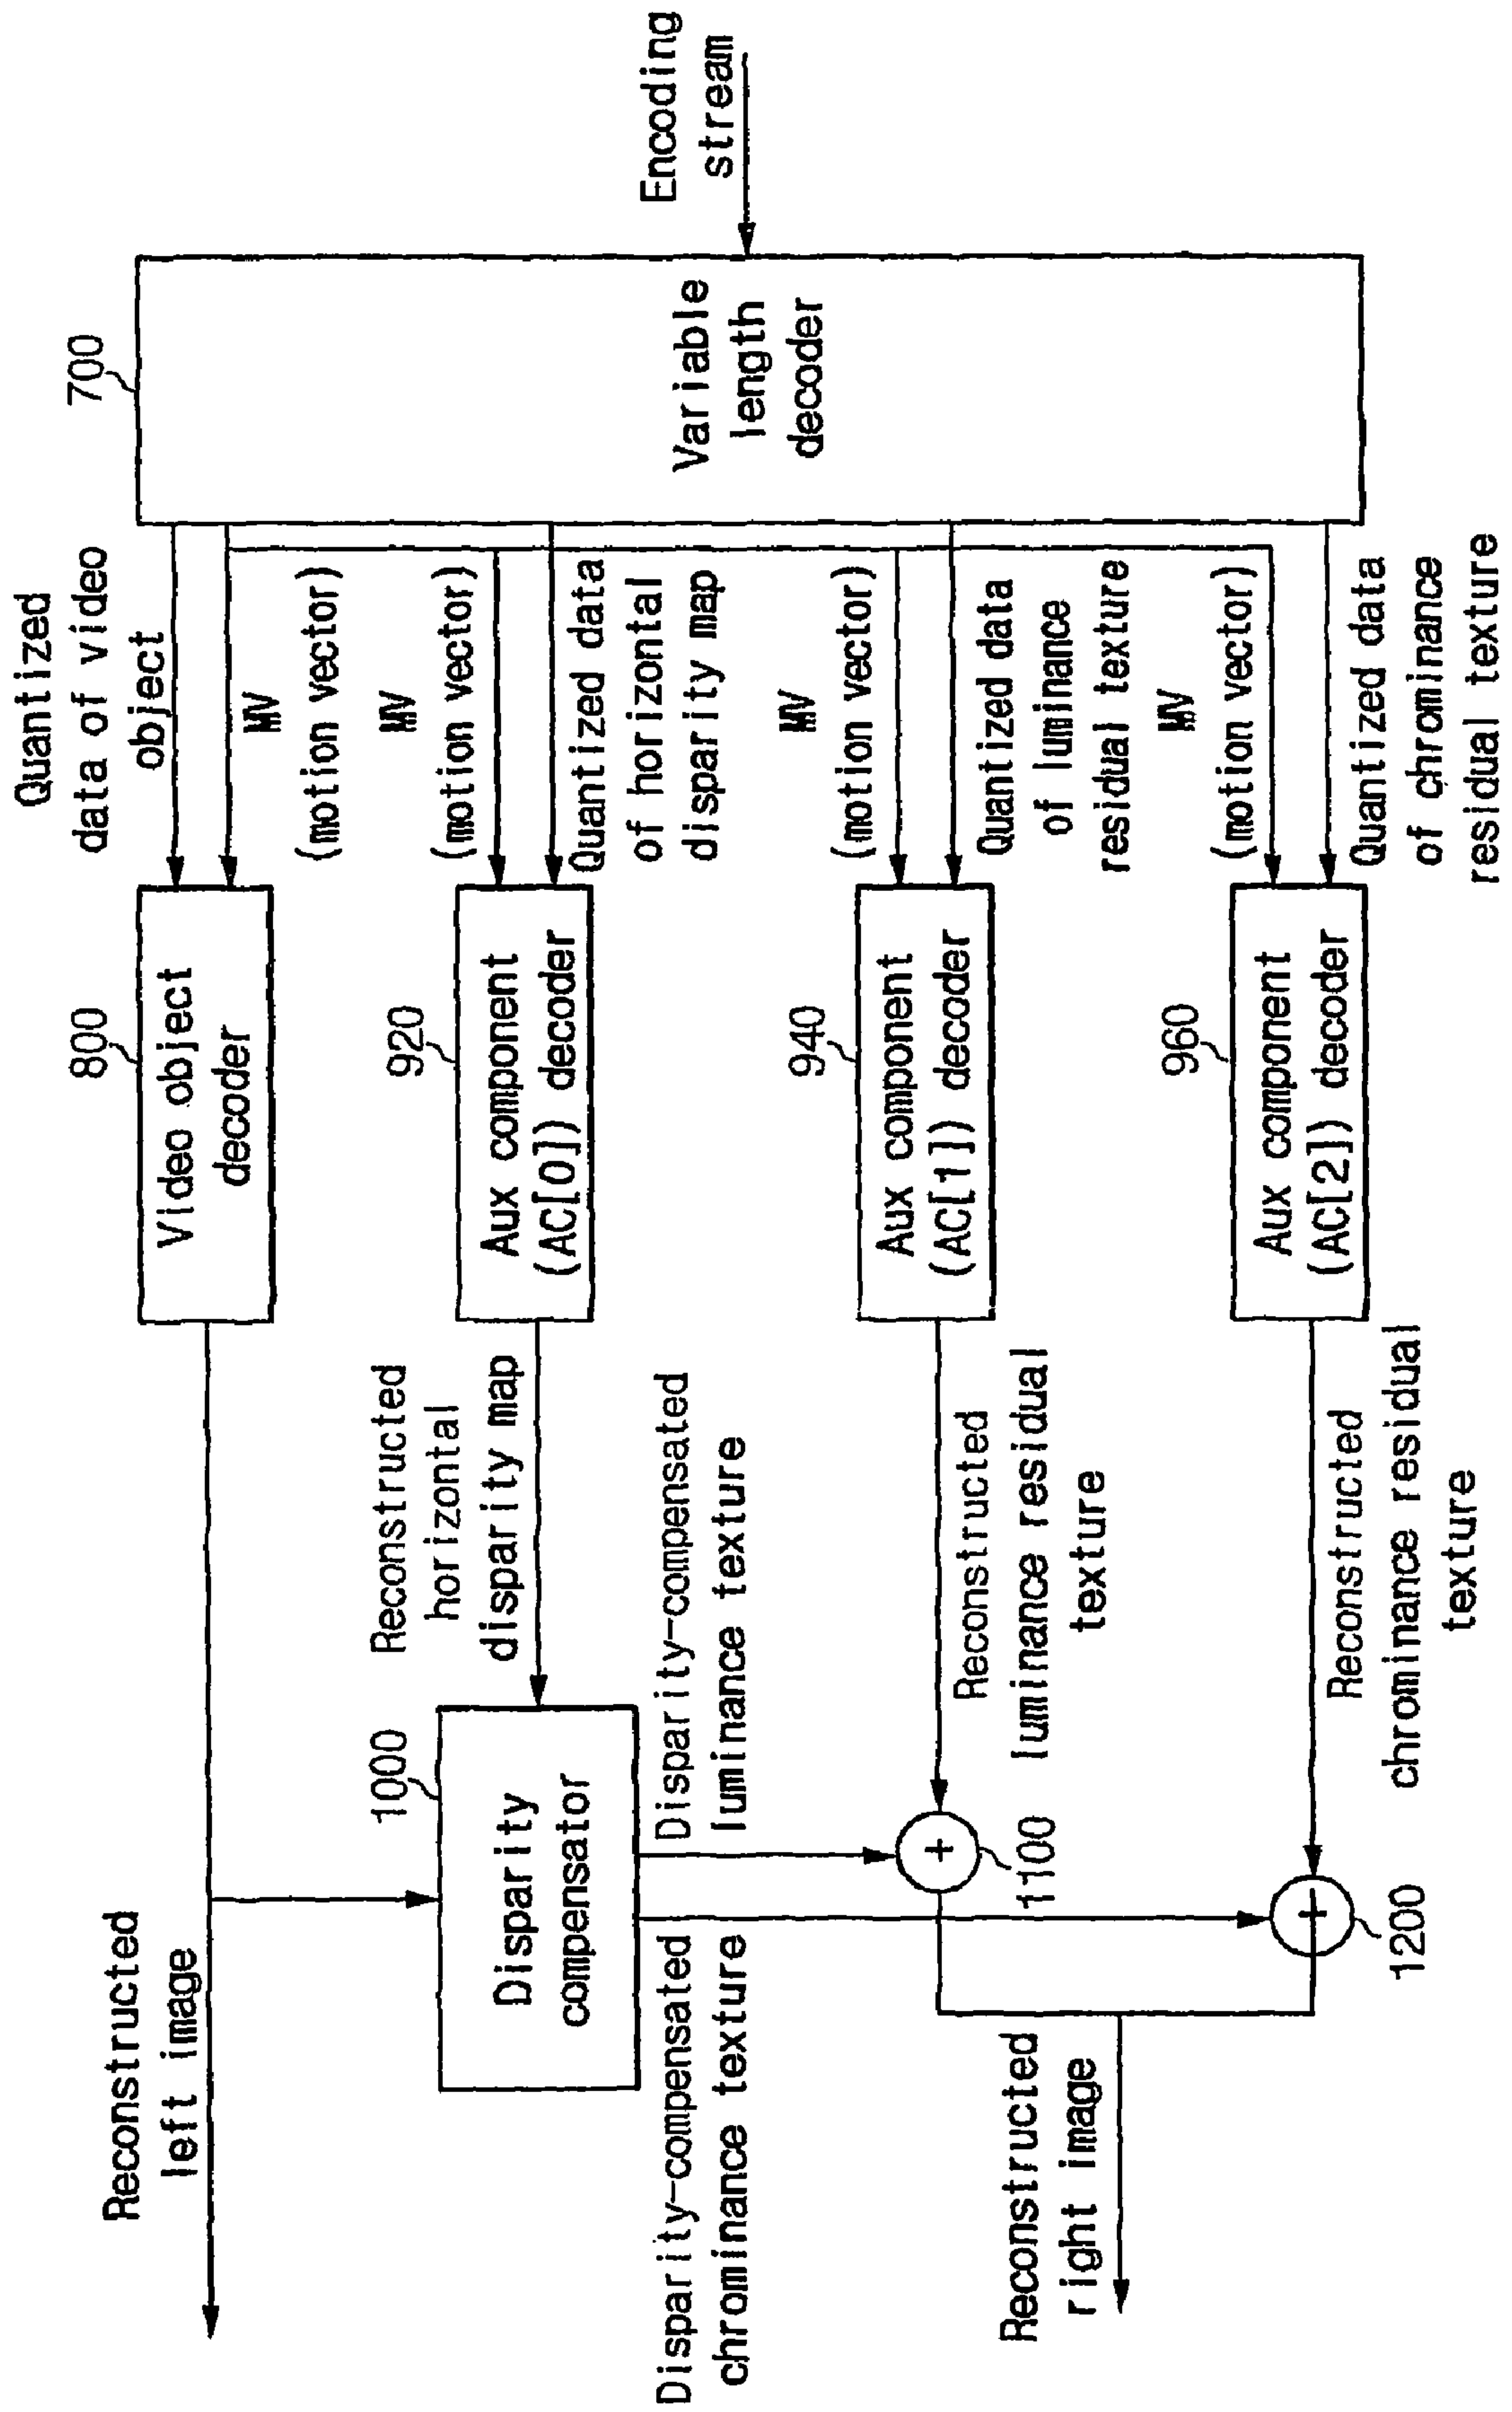 Encoding
stream
700
Variable
length
decoder
Quantized
data of video
object
MV
(motion vector)
MV
(motion vector)
Quantized data
of horizontal
disparity map
MV
(motion vector)
Quantized data
of luminance
residual texture
MV
(motion vector)
Quantized data
of chrominance
residual texture
800
Video object
decoder
920
Aux component
(AC[0]) decoder
940
Aux component
(AC[1]) decoder
960
Aux component
(AC[2]) decoder
Reconstructed
horizontal
disparity map
Reconstructed
luminance residual
texture
Reconstructed
chrominance residual
texture
1000
Disparity
compensator
Disparity-compensated
luminance texture
Disparity-compensated
chrominance texture
+
1100
+
1200
Reconstructed
left image
Reconstructed
right image